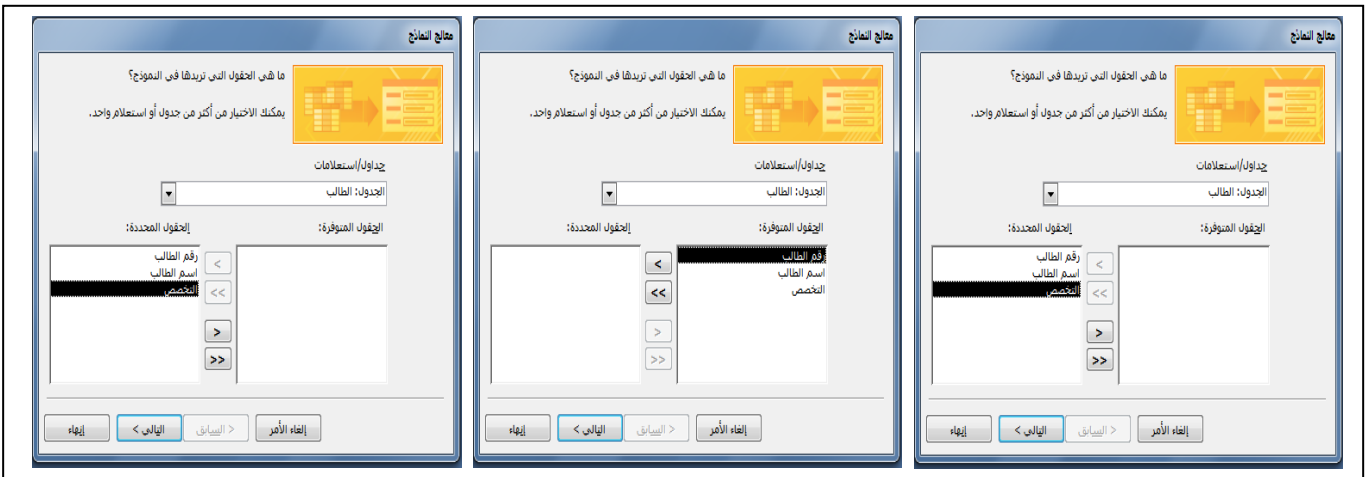 معالج النماذج
ما هي الحقول التي تريدها في النموذج؟
يمكنك الاختيار من أكثر من جدول أو استعلام واحد.
جداول/استعلامات
الجدول: الطالب
الحقول المتوفرة:
الحقول المحددة:
رقم الطالب
اسم الطالب
التخصص
>
>>
<
<<
إلغاء الأمر
< السابق
التالي >
إنهاء
معالج النماذج
ما هي الحقول التي تريدها في النموذج؟
يمكنك الاختيار من أكثر من جدول أو استعلام واحد.
جداول/استعلامات
الجدول: الطالب
الحقول المتوفرة:
الحقول المحددة:
رقم الطالب
اسم الطالب
التخصص
>
>>
<
<<
إلغاء الأمر
< السابق
التالي >
إنهاء
معالج النماذج
ما هي الحقول التي تريدها في النموذج؟
يمكنك الاختيار من أكثر من جدول أو استعلام واحد.
جداول/استعلامات
الجدول: الطالب
الحقول المتوفرة:
الحقول المحددة:
رقم الطالب
اسم الطالب
التخصص
>
>>
<
<<
إلغاء الأمر
< السابق
التالي >
إنهاء